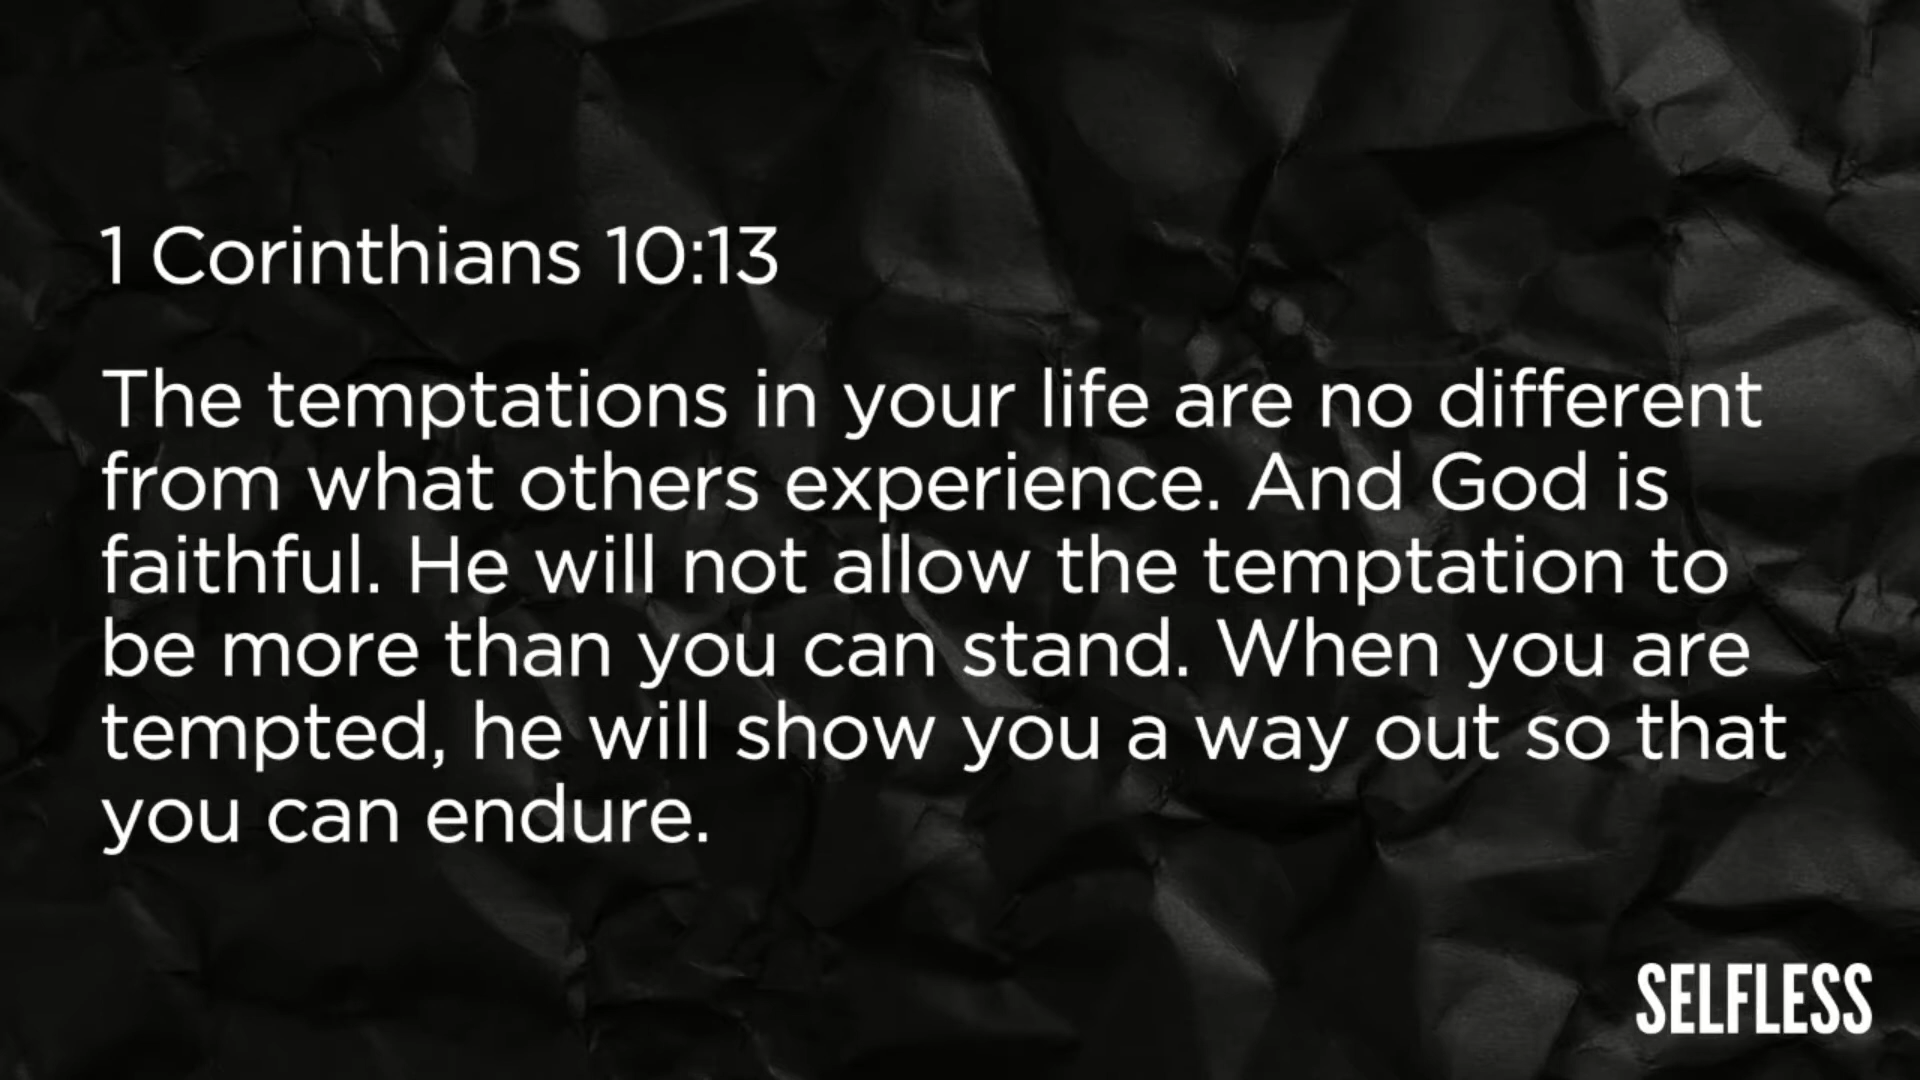 1 Corinthians 10:13
The temptations in your life are no different
from what others experience. And God is
faithful. He will not allow the temptation to
be more than you can stand. When you are
tempted, he will show you a way out so that
you can endure.
SELFLESS